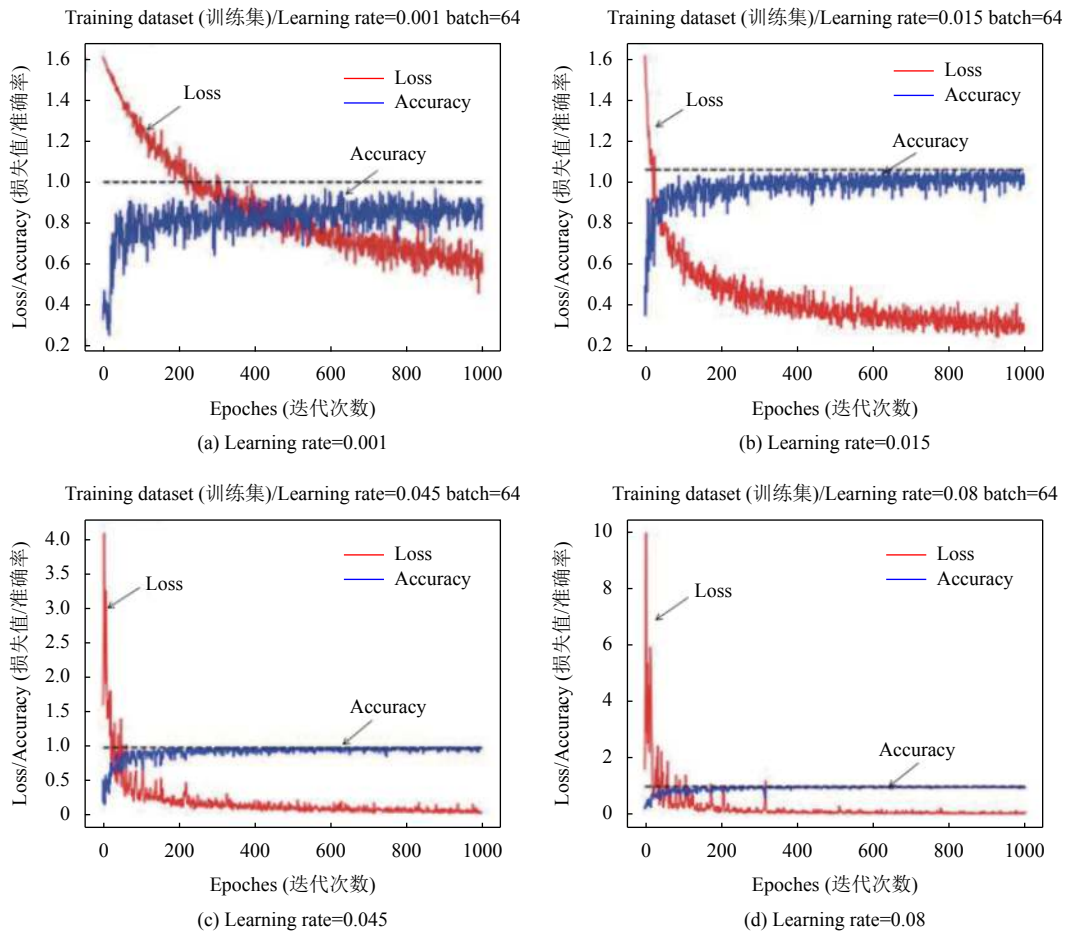 Training dataset (训练集)/Learning rate=0.001 batch=64
1.6
1.4
1.2
1.0
0.8
0.6
0.4
0.2
Loss/Accuracy (损失值/准确率)
Loss
Accuracy
Loss
Accuracy
0 200 400 600 800 1000
Epoches (迭代次数)
(a) Learning rate=0.001
Training dataset (训练集)/Learning rate=0.015 batch=64
1.6
1.4
1.2
1.0
0.8
0.6
0.4
0.2
Loss/Accuracy (损失值/准确率)
Loss
Accuracy
Loss
Accuracy
0 200 400 600 800 1000
Epoches (迭代次数)
(b) Learning rate=0.015
Training dataset (训练集)/Learning rate=0.045 batch=64
4.0
3.5
3.0
2.5
2.0
1.5
1.0
0.5
0
Loss/Accuracy (损失值/准确率)
Loss
Accuracy
Loss
Accuracy
0 200 400 600 800 1000
Epoches (迭代次数)
(c) Learning rate=0.045
Training dataset (训练集)/Learning rate=0.08 batch=64
10
8
6
4
2
0
Loss/Accuracy (损失值/准确率)
Loss
Accuracy
Loss
Accuracy
0 200 400 600 800 1000
Epoches (迭代次数)
(d) Learning rate=0.08